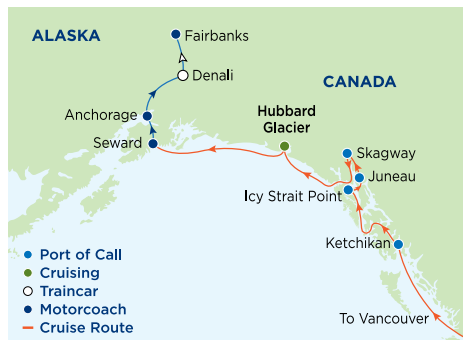 ALASKA
Fairbanks
Denali
CANADA
Anchorage
Hubbard
Glacier
Seward
Skagway
Juneau
Icy Strait Point
Ketchikan
Port of Call
Cruising
Traincar
Motorcoach
Cruise Route
To Vancouver